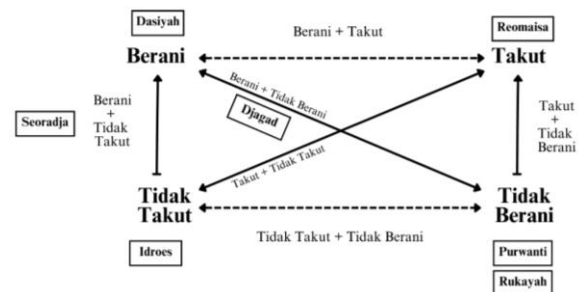 Dasiyah
Reomaisa
Berani + Takut
Berani
Takut
Berani + Tidak Berani
Djagad
Seoradja
Berani
+
Tidak
Takut
Takut
+
Tidak
Berani
Takut + Tidak Takut
Tidak
Takut
Tidak
Berani
Tidak Takut + Tidak Berani
Idroes
Purwanti
Rukayah